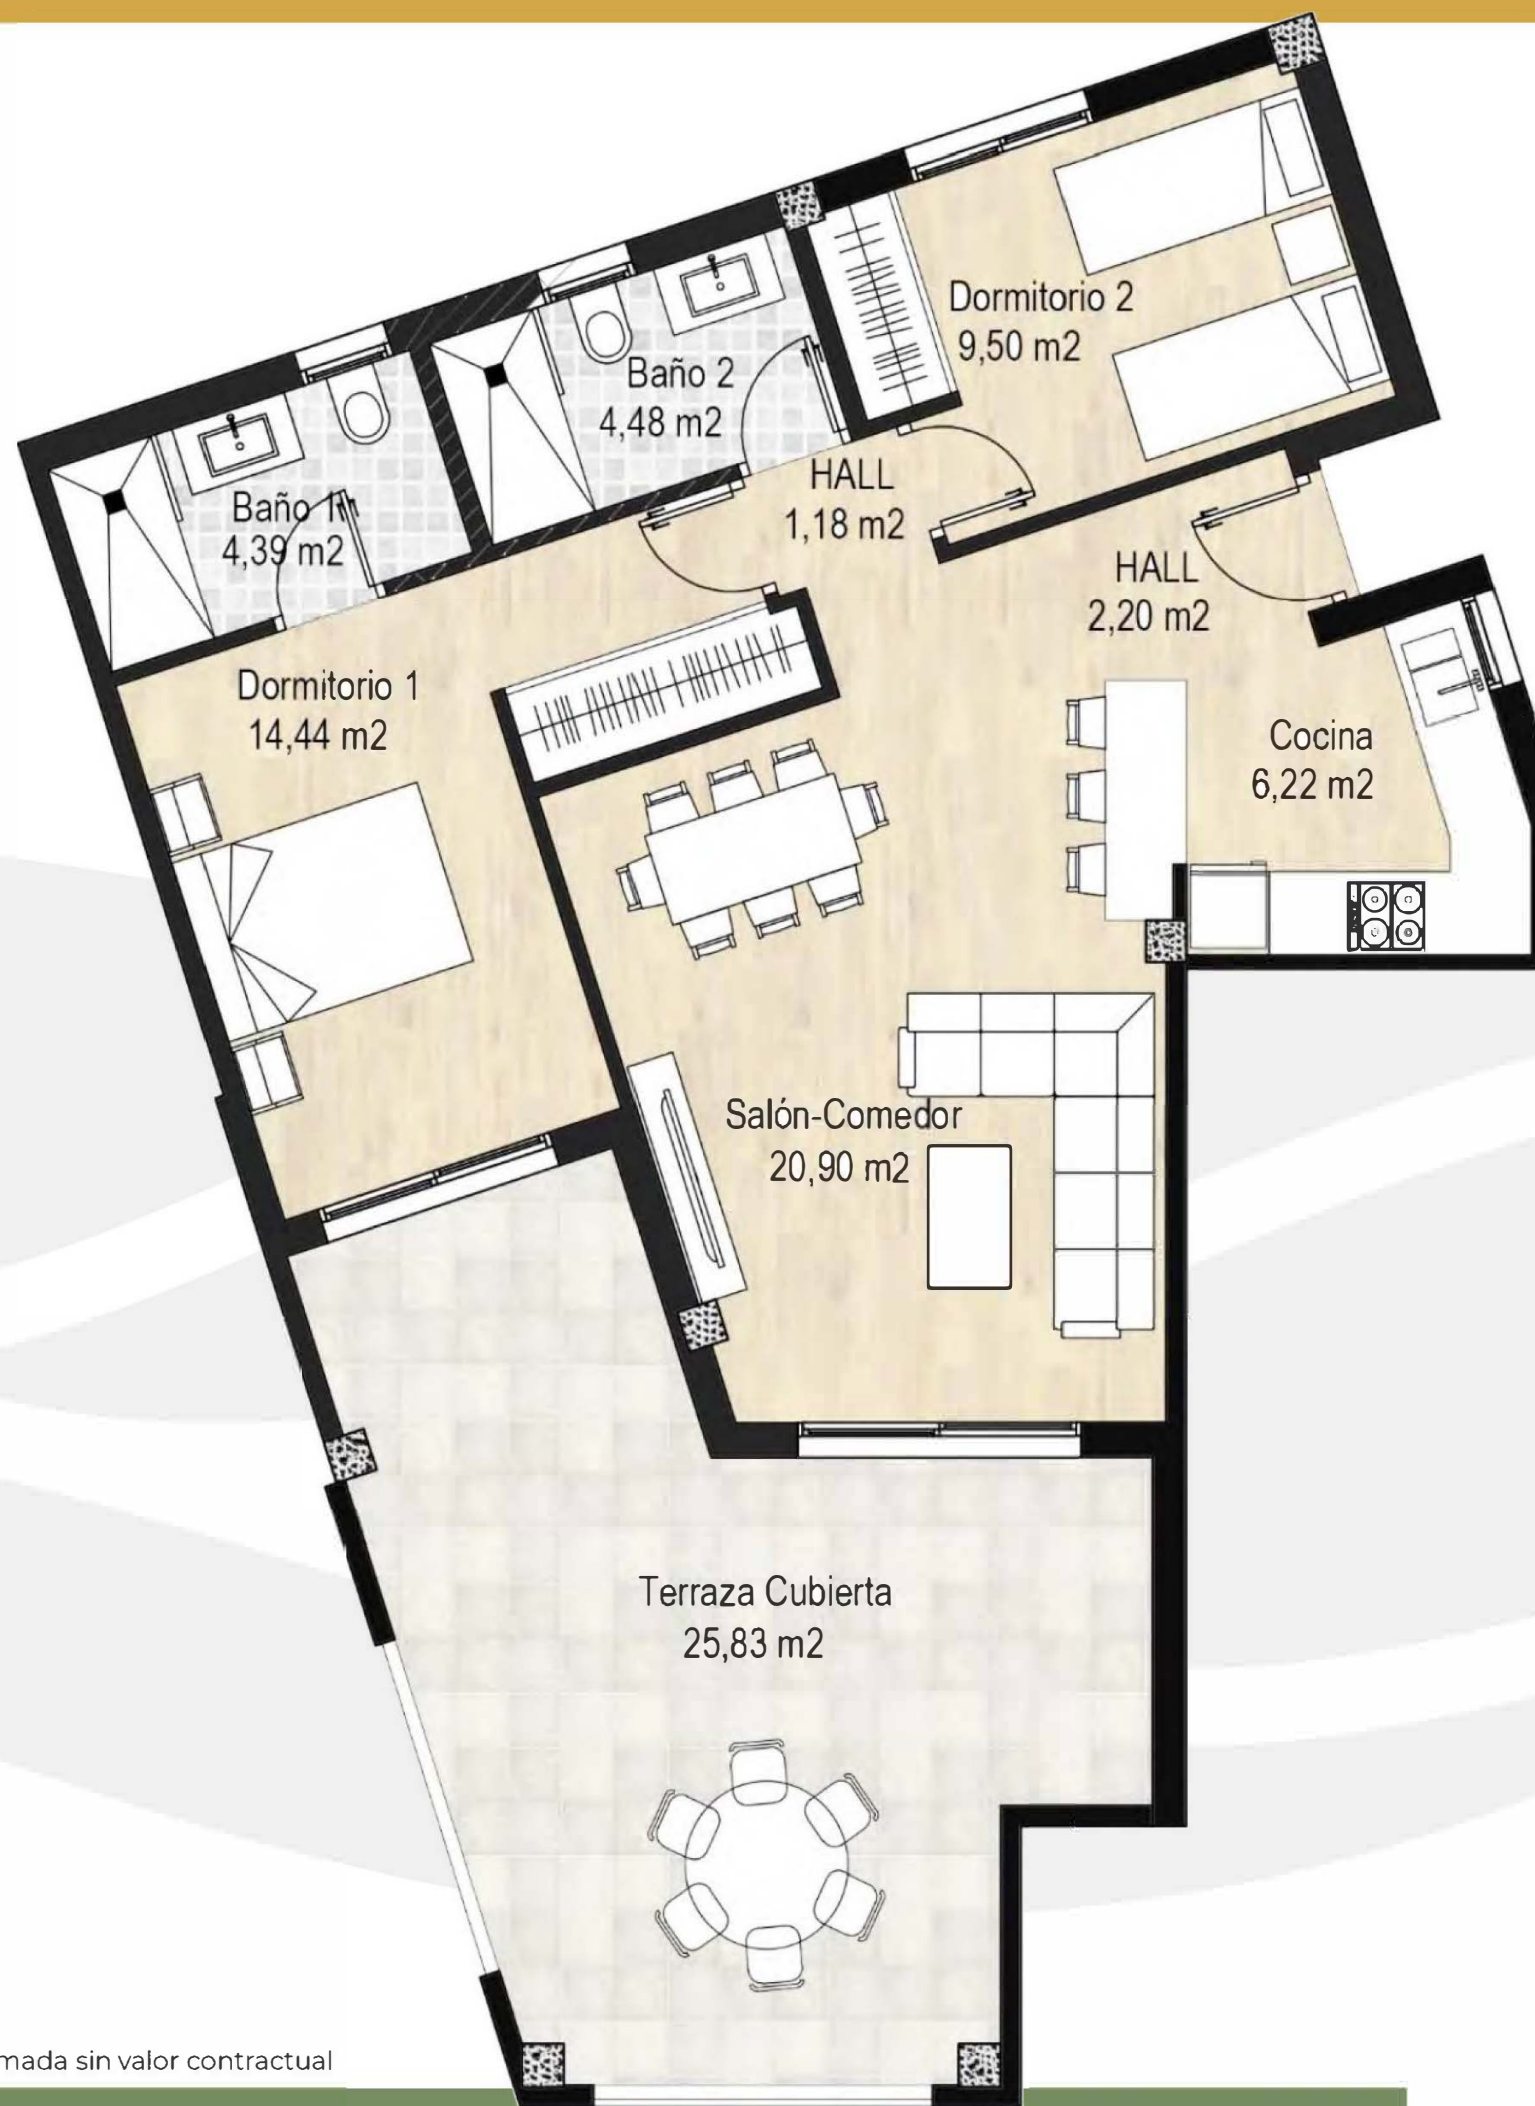 Dormitorio 2
9,50 m2
Baño 2
4,48 m2
HALL
1,18 m2
Baño 1
4,39 m2
HALL
2,20 m2
Dormitorio 1
14,44 m2
Cocina
6,22 m2
Salón-Comedor
20,90 m2
Terraza Cubierta
25,83 m2
mada sin valor contractual